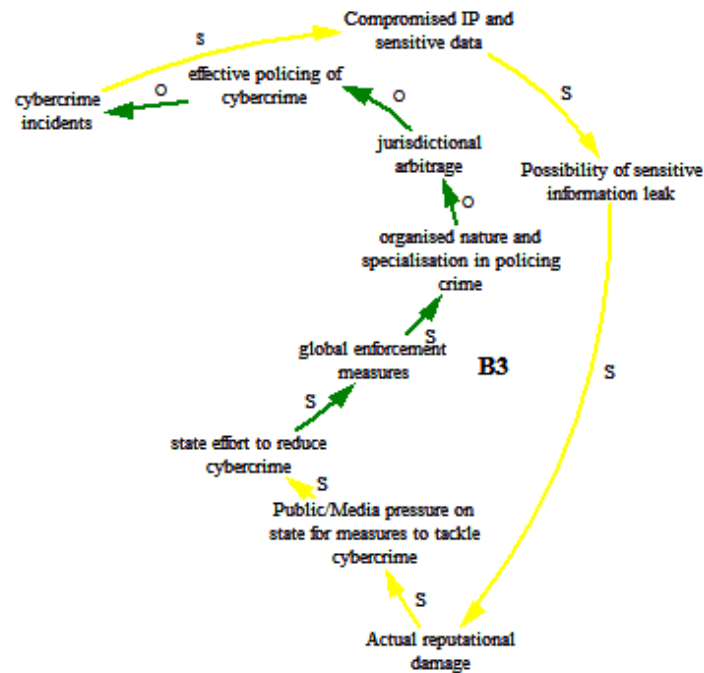 Compromised IP and
sensitive data
s
effective policing of
cybercrime
O
cybercrime
incidents
S
O
jurisdictional
arbitrage
Possibility of sensitive
information leak
O
organised nature and
specialisation in policing
crime
S
global enforcement
measures
B3
S
S
state effort to reduce
cybercrime
S
Public/Media pressure on
state for measures to tackle
cybercrime
S
Actual reputational
damage